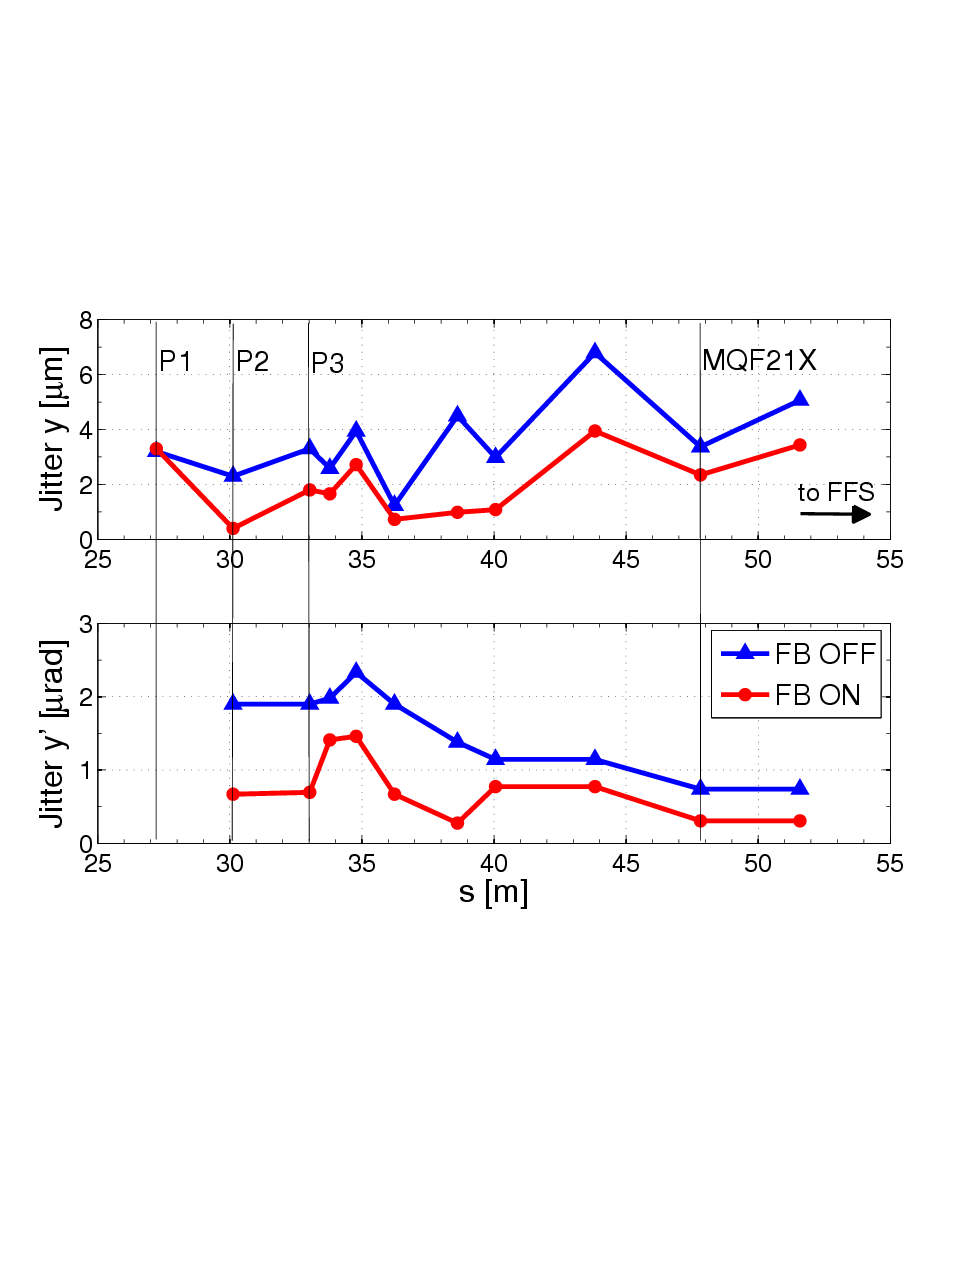 8
6
4
2
0
Jitter y [μm]
P1
P2
P3
MQF21X
to FFS
25 30 35 40 45 50 55
3
2
1
0
Jitter y' [μrad]
FB OFF
FB ON
25 30 35 40 45 50 55
s [m]